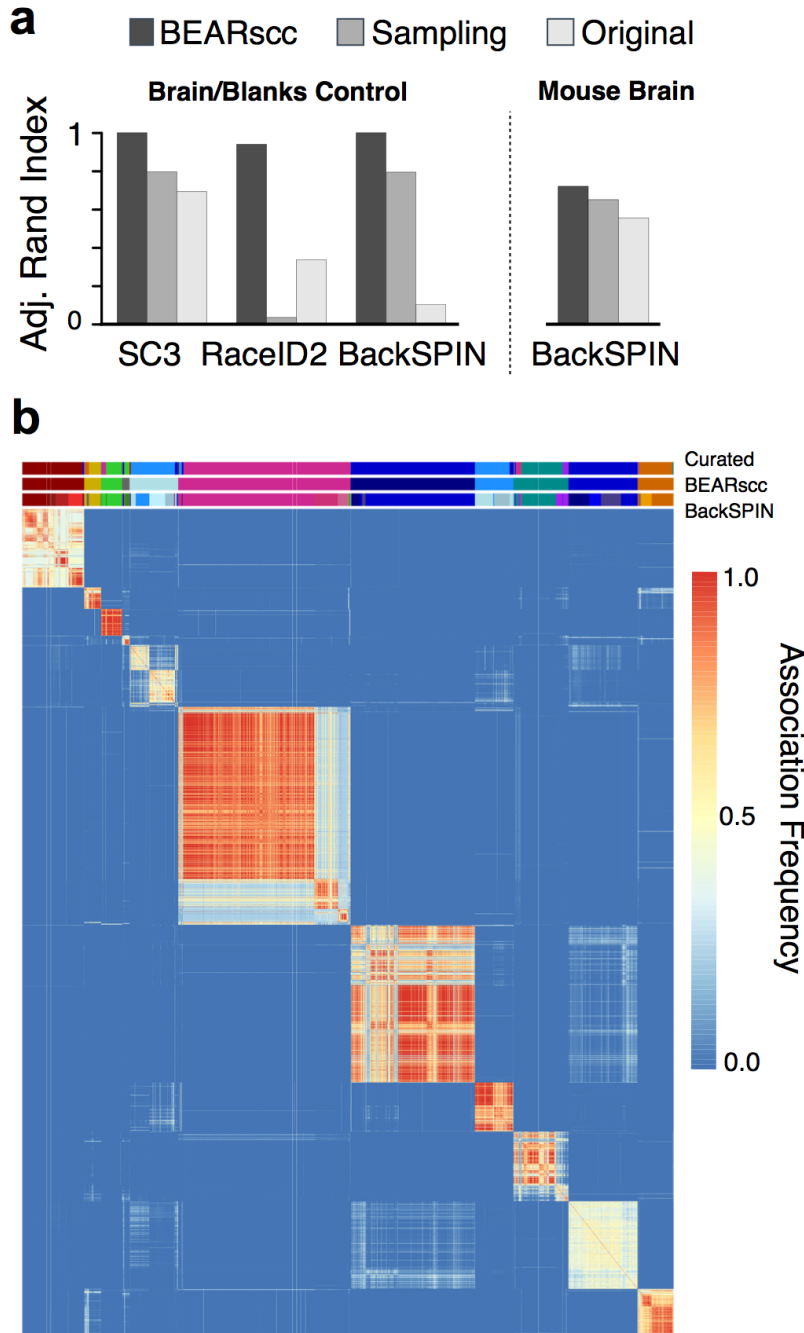 a
BEARscc Sampling Original
Brain/Blanks Control Mouse Brain
Adj. Rand Index
1
0
SC3 RaceID2 BackSPIN BackSPIN
b
Curated
BEARscc
BackSPIN
1.0
0.5
0.0
Association Frequency